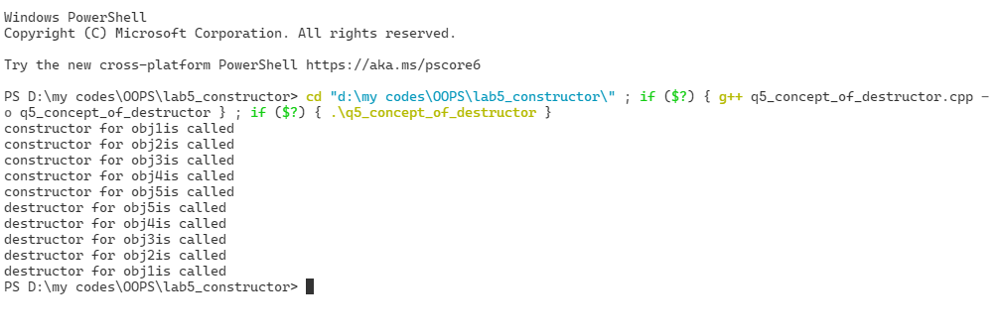 Windows PowerShell
Copyright (C) Microsoft Corporation. All rights reserved.
Try the new cross-platform PowerShell https://aka.ms/pscore6
PS D:\my codes\OOPS\lab5_constructor> cd "d:\my codes\OOPS\lab5_constructor\" ; if ($?) { g++ q5_concept_of_destructor.cpp -
o q5_concept_of_destructor } ; if ($?) { .\q5_concept_of_destructor }
constructor for obj1is called
constructor for obj2is called
constructor for obj3is called
constructor for obj4is called
constructor for obj5is called
destructor for obj5is called
destructor for obj4is called
destructor for obj3is called
destructor for obj2is called
destructor for obj1is called
PS D:\my codes\OOPS\lab5_constructor>